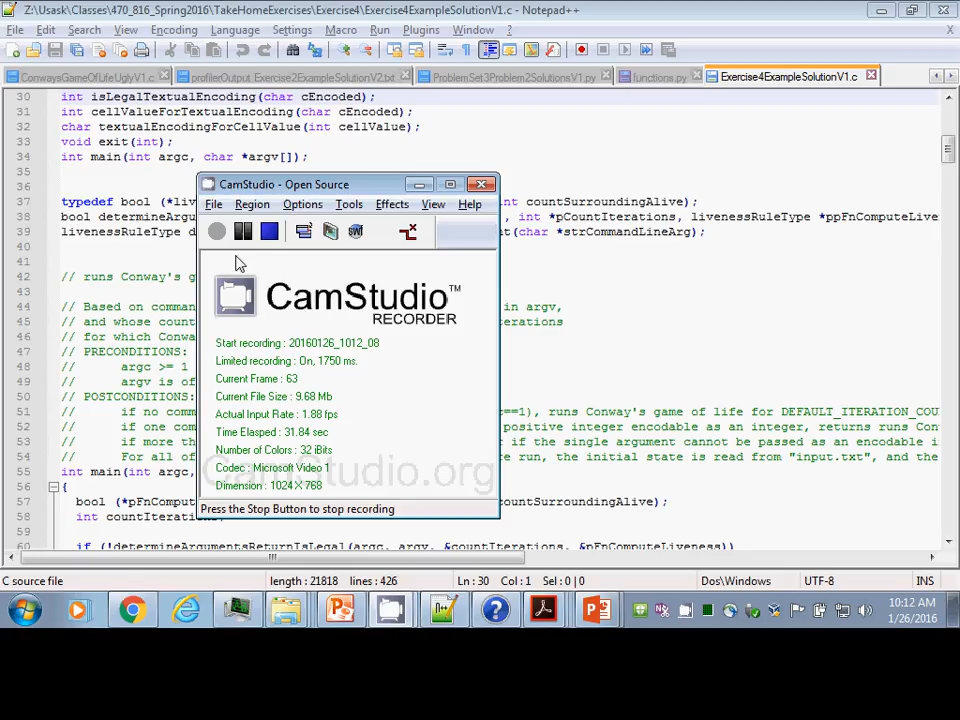 Z:\Usask\Classes\470_816_Spring2016\TakeHomeExercises\Exercise4\Exercise4ExampleSolutionV1.c - Notepad++
File Edit Search View Encoding Language Settings Macro Run Plugins Window ?
X
ConwaysGameOfLifeUglyV1.c profilerOutput Exercise2ExampleSolutionV2.txt ProblemSet3Problem2SolutionsV1.py functions.py Exercise4ExampleSolutionV1.c
30 int isLegalTextualEncoding(char cEncoded);
31 int cellValueForTextualEncoding(char cEncoded);
32 char textualEncodingForCellValue(int cellValue);
33 void exit(int);
34 int main(int argc, char *argv[]);
35
36
37 typedef bool (*li nt countSurroundingAlive);
38 bool determineArgu , int *pCountIterations, livenessRuleType *ppFnComputeLive
39 livenessRuleType d nt(char *strCommandLineArg);
40
41
42 // runs Conway's g
43
44 // Based on comman in argv,
45 // and whose count terations
46 // for which Conwa
47 // PRECONDITIONS:
48 // argc >= 1
49 // argv is of
50 // POSTCONDITIONS:
51 // if no comm ==1), runs Conway's game of life for DEFAULT_ITERATION_COU
52 // if one com positive integer encodable as an integer, returns runs Con
53 // if more th r if the single argument cannot be passed as an encodable i
54 // For all of re run, the initial state is read from "input.txt", and the
55 int main(int argc,
56 {
57 bool (*pFnComput ountSurroundingAlive);
58 int countIterations;
59
60 if (!determineArgumentsReturnIsLegal(argc, argv, &countIterations, &pFnComputeLiveness))
CamStudio - Open Source
File Region Options Tools Effects View Help
SWF
CamStudio™
RECORDER
Start recording : 20160126_1012_08
Limited recording : On, 1750 ms.
Current Frame : 63
Current File Size : 9.68 Mb
Actual Input Rate : 1.88 fps
Time Elasped : 31.84 sec
Number of Colors : 32 iBits
Codec : Microsoft Video 1
Dimension : 1024 X 768
CamStudio.org
Press the Stop Button to stop recording
C source file length : 21818 lines : 426 Ln : 30 Col : 1 Sel : 0 | 0 Dos\Windows UTF-8 INS
10:12 AM
1/26/2016